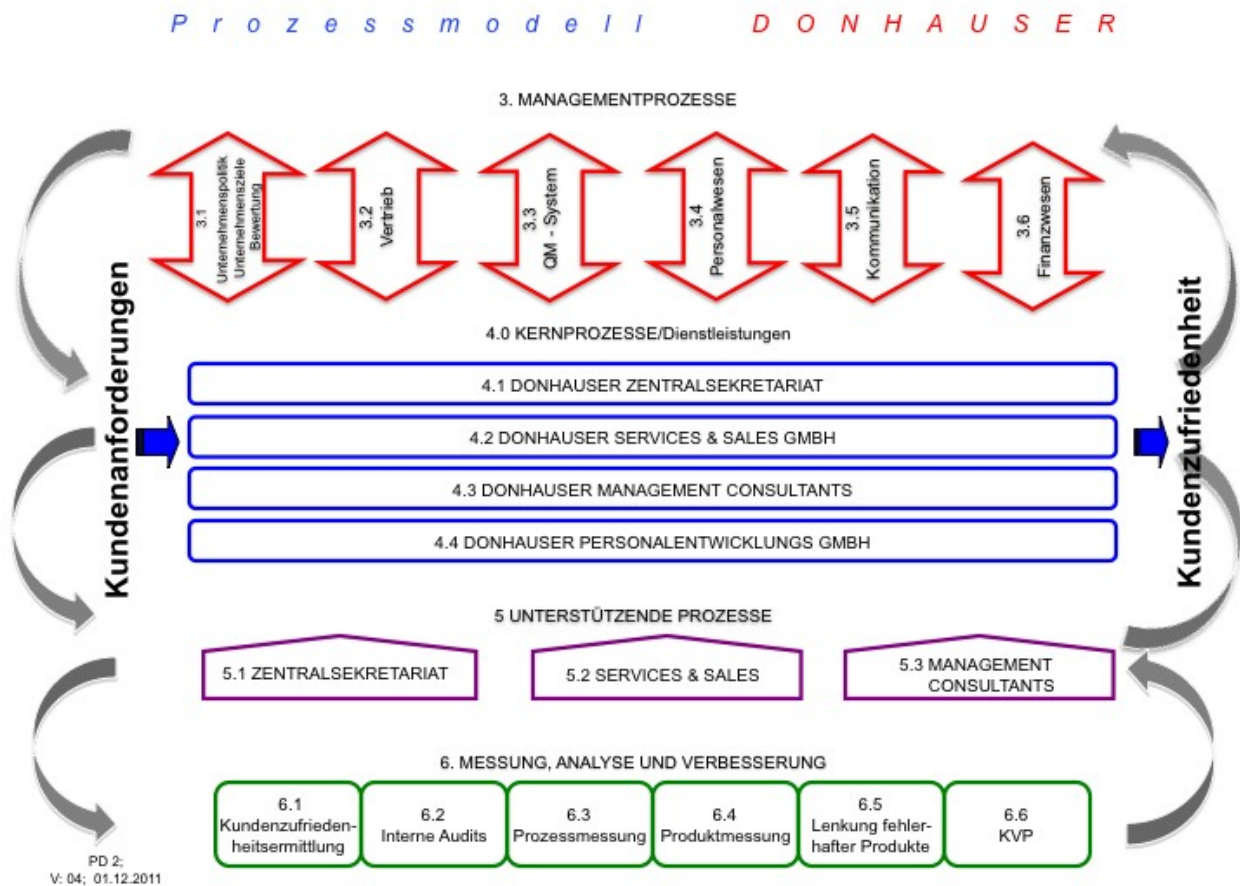 Prozessmodell DONHAUSER
3. MANAGEMENTPROZESSE
3.1
Unternehmenspolitik
Unternehmensziele
Bewertung
3.2
Vertrieb
3.3
QM - System
3.4
Personalwesen
3.5
Kommunikation
3.6
Finanzwesen
Kundenanforderungen
4.0 KERNPROZESSE/Dienstleistungen
4.1 DONHAUSER ZENTRALSEKRETARIAT
4.2 DONHAUSER SERVICES & SALES GMBH
4.3 DONHAUSER MANAGEMENT CONSULTANTS
4.4 DONHAUSER PERSONALENTWICKLUNGS GMBH
Kundenzufriedenheit
5 UNTERSTÜTZENDE PROZESSE
5.1 ZENTRALSEKRETARIAT
5.2 SERVICES & SALES
5.3 MANAGEMENT
CONSULTANTS
6. MESSUNG, ANALYSE UND VERBESSERUNG
6.1
Kundenzufrieden-
heitsermittlung
6.2
Interne Audits
6.3
Prozessmessung
6.4
Produktmessung
6.5
Lenkung fehler-
hafter Produkte
6.6
KVP
PD 2;
V: 04; 01.12.2011